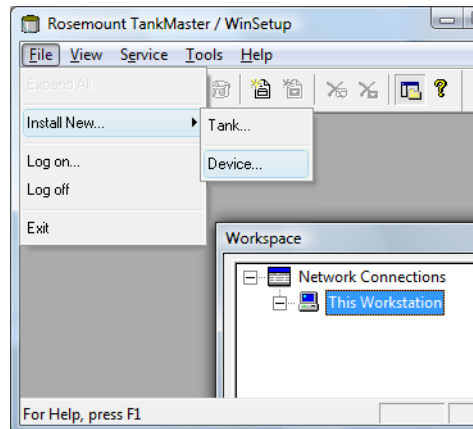 Rosemount TankMaster / WinSetup
File View Service Tools Help
Expand All
Install New...
Tank...
Device...
Log on...
Log off
Exit
Workspace
Network Connections
This Workstation
For Help, press F1